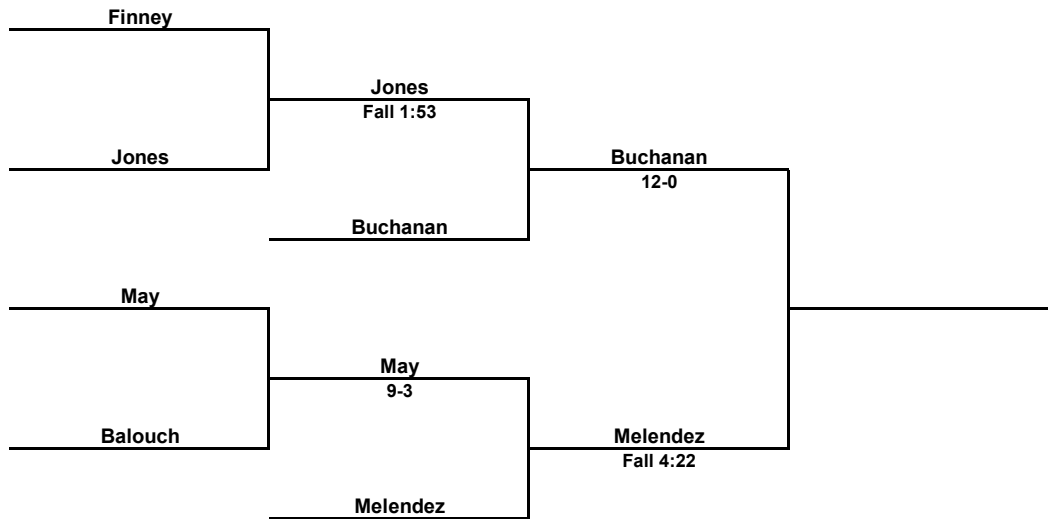 Finney
Jones
Fall 1:53
Jones
Buchanan
12-0
Buchanan
May
May
9-3
Balouch
Melendez
Fall 4:22
Melendez